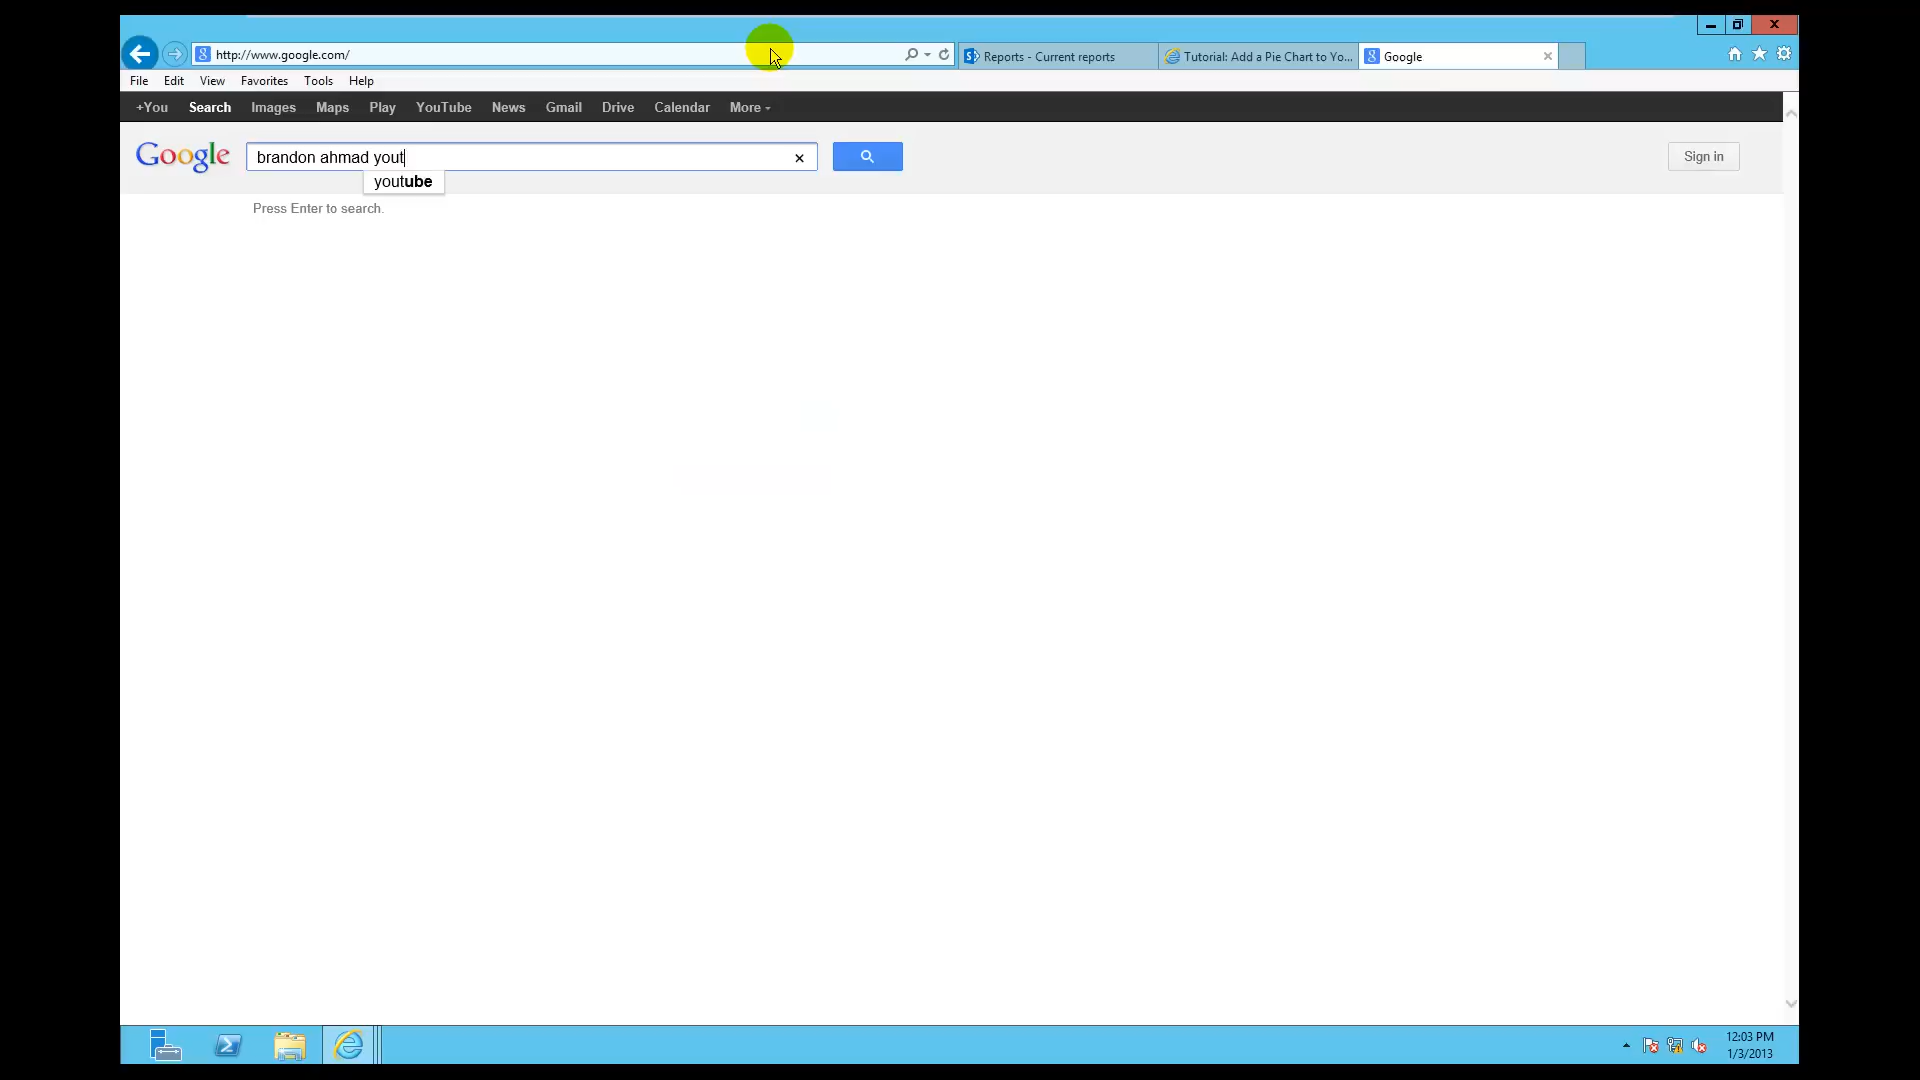 http://www.google.com/
Reports - Current reports
Tutorial: Add a Pie Chart to Yo...
Google
File Edit View Favorites Tools Help
+You Search Images Maps Play YouTube News Gmail Drive Calendar More
Google
brandon ahmad yout
Sign in
youtube
Press Enter to search.
12:03 PM
1/3/2013